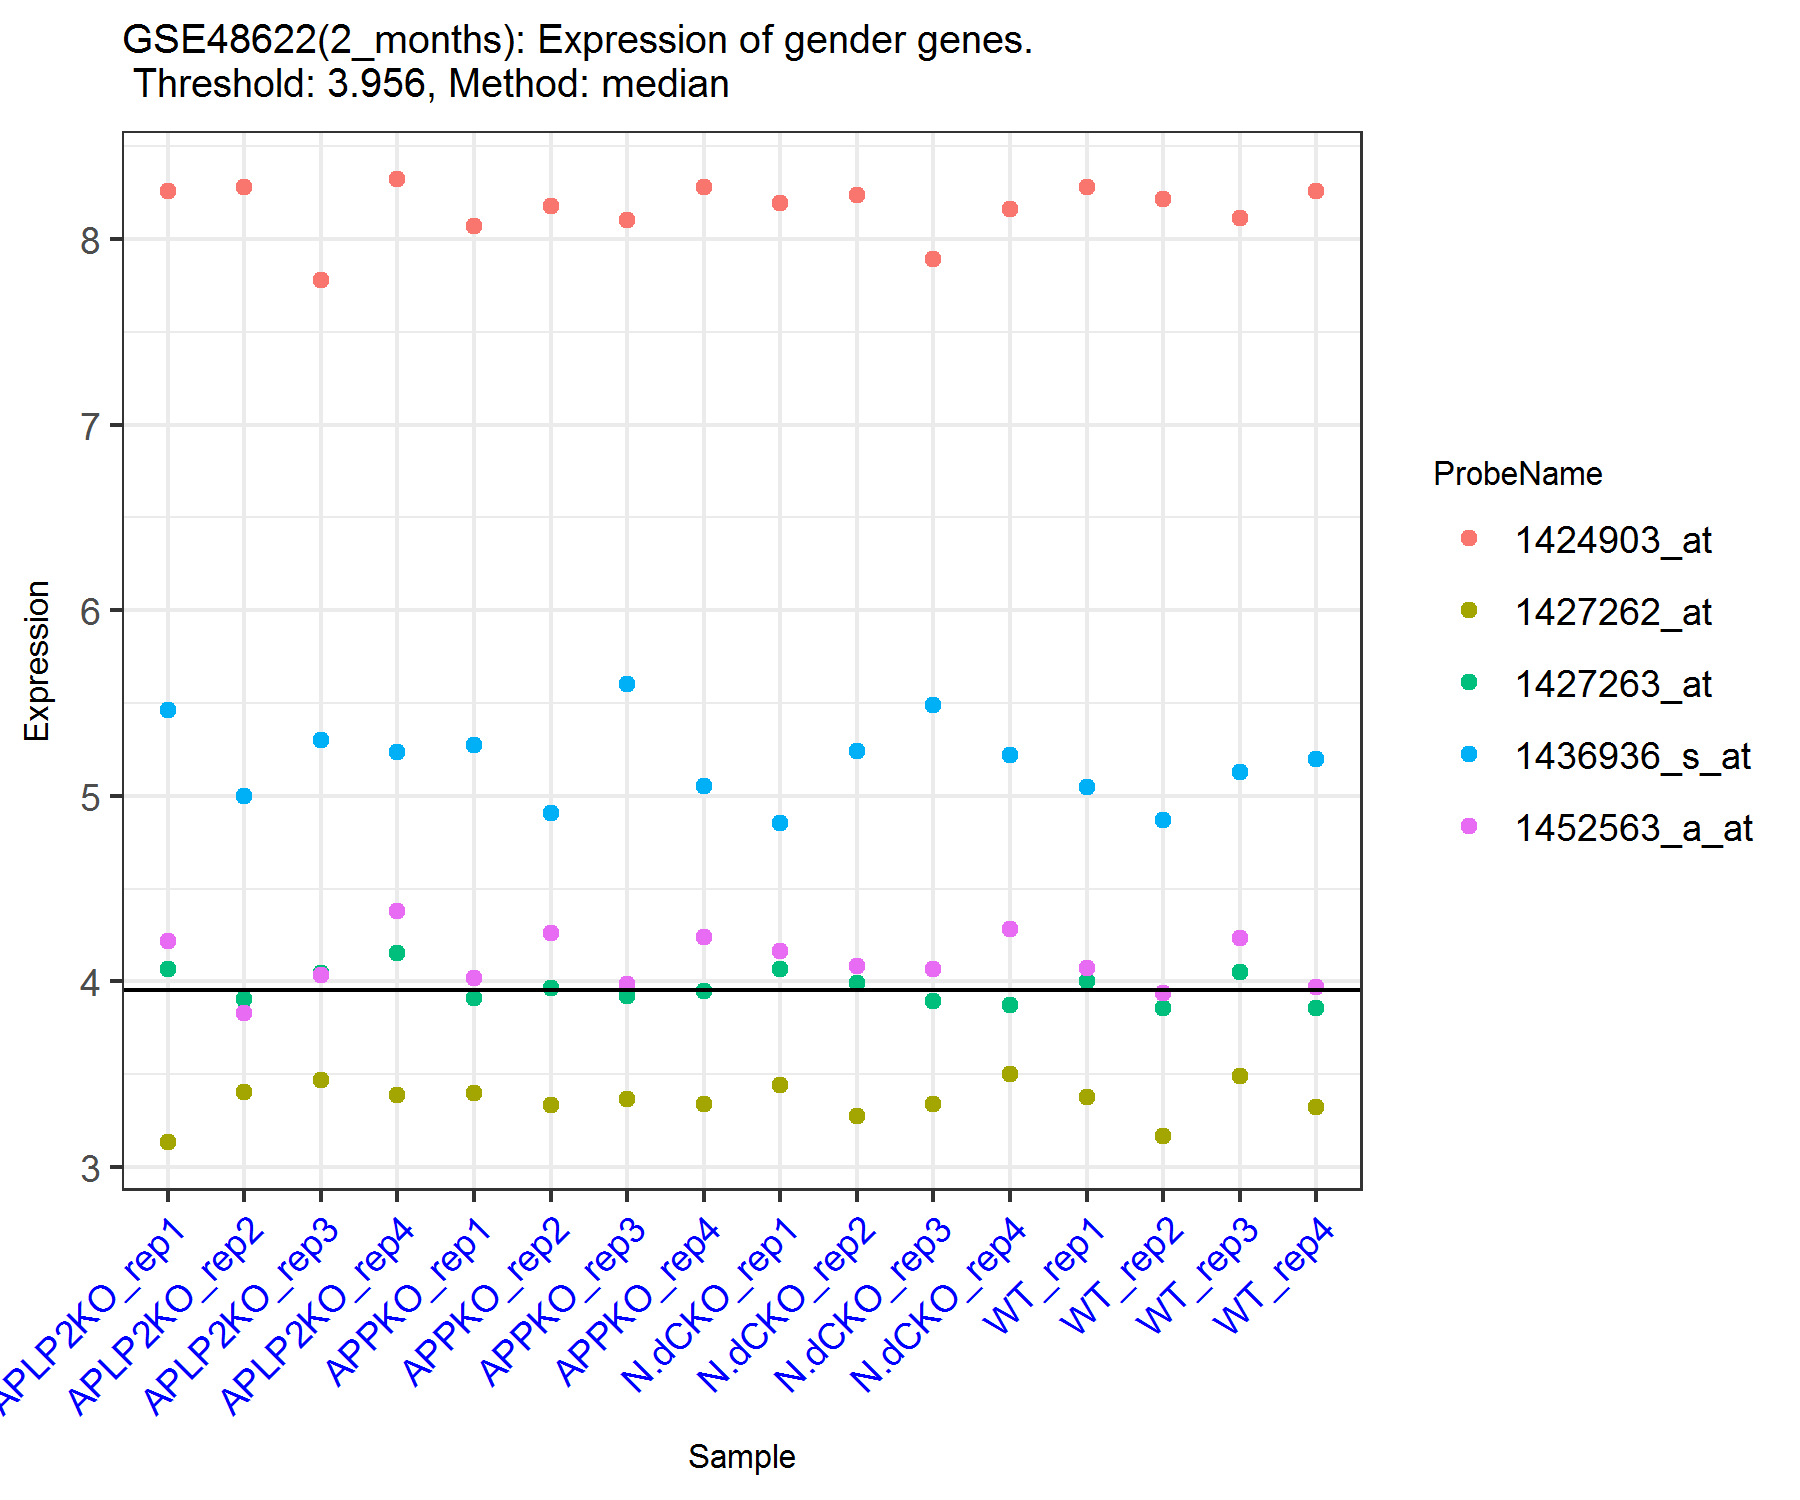 GSE48622(2_months): Expression of gender genes.
Threshold: 3.956, Method: median
Expression
8
7
6
5
4
3
APLP2KO_rep1
APLP2KO_rep2
APLP2KO_rep3
APLP2KO_rep4
APPKO_rep1
APPKO_rep2
APPKO_rep3
APPKO_rep4
N.dCKO_rep1
N.dCKO_rep2
N.dCKO_rep3
N.dCKO_rep4
WT_rep1
WT_rep2
WT_rep3
WT_rep4
Sample
ProbeName
1424903_at
1427262_at
1427263_at
1436936_s_at
1452563_a_at